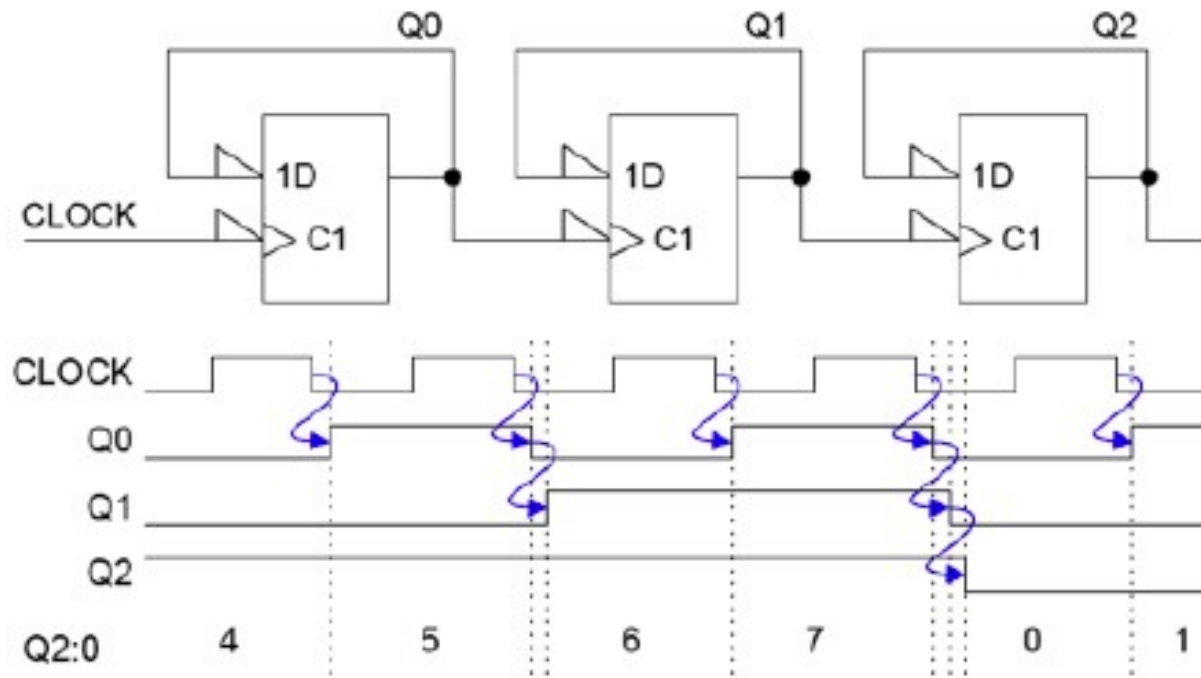 Q0 Q1 Q2
1D 1D 1D
CLOCK C1 C1 C1
CLOCK
Q0
Q1
Q2
Q2:0 4 5 6 7 0 1